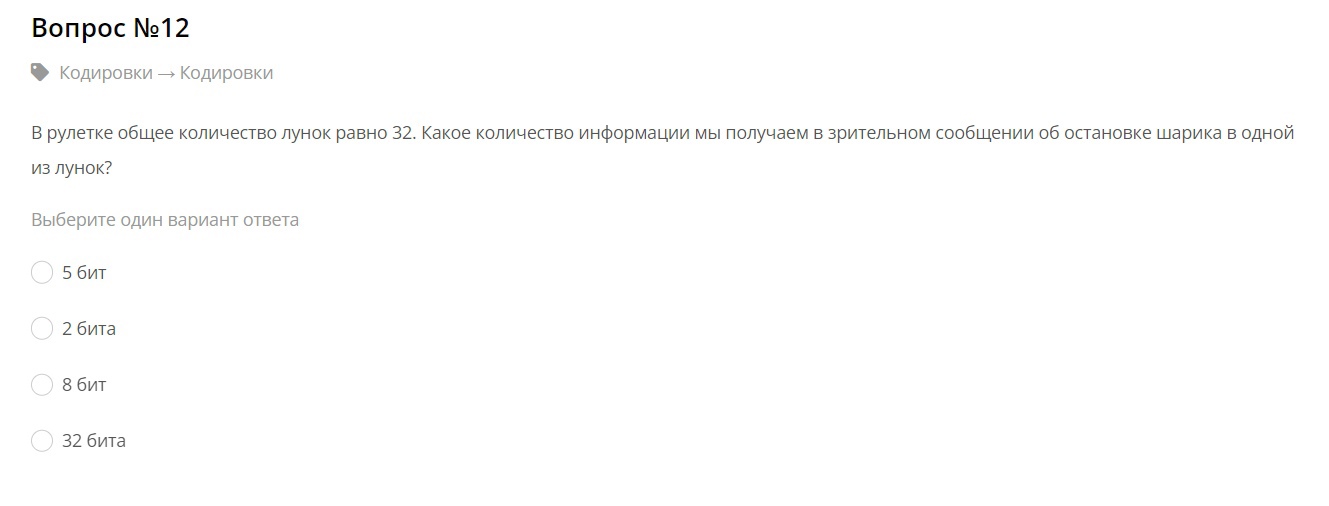 Вопрос №12
Кодировки → Кодировки
В рулетке общее количество лунок равно 32. Какое количество информации мы получаем в зрительном сообщении об остановке шарика в одной
из лунок?
Выберите один вариант ответа
5 бит
2 бита
8 бит
32 бита